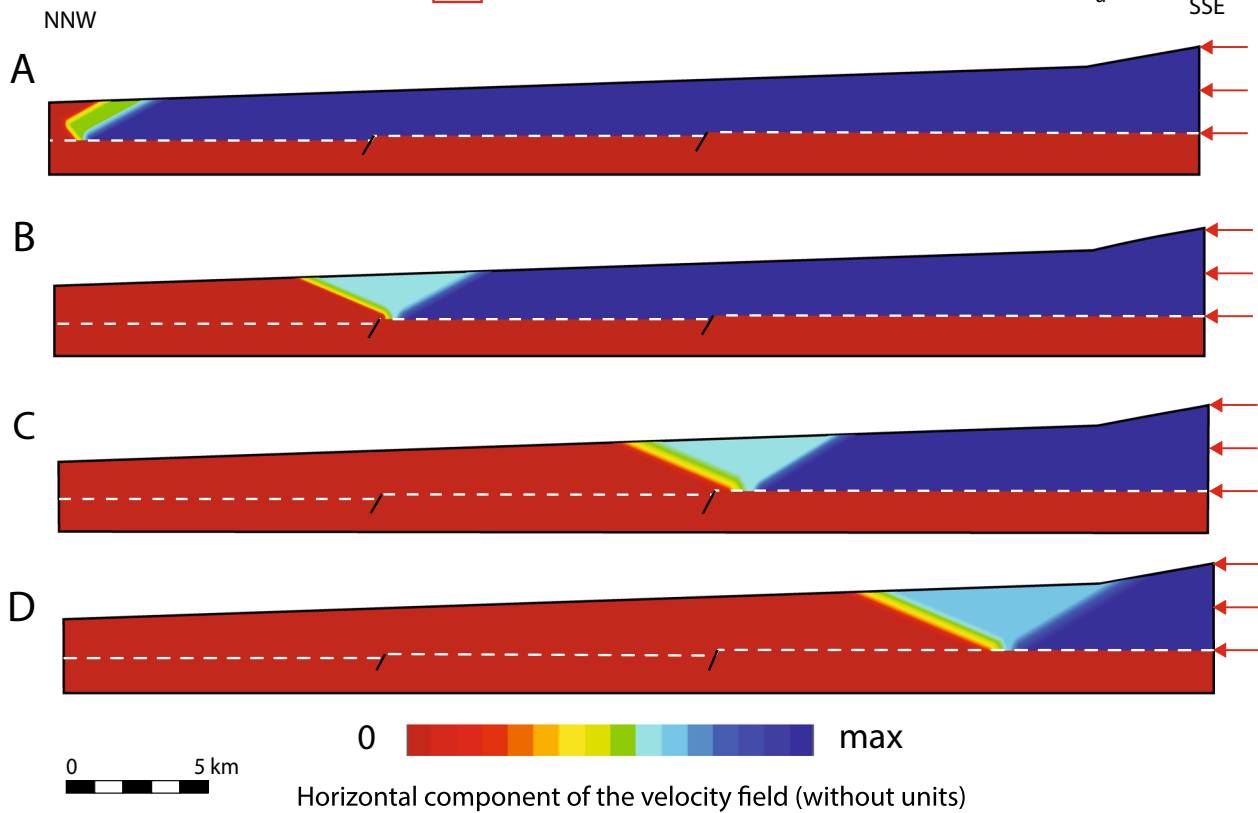 NNW
SSE
A
B
C
D
0 max
0 5 km
Horizontal component of the velocity field (without units)